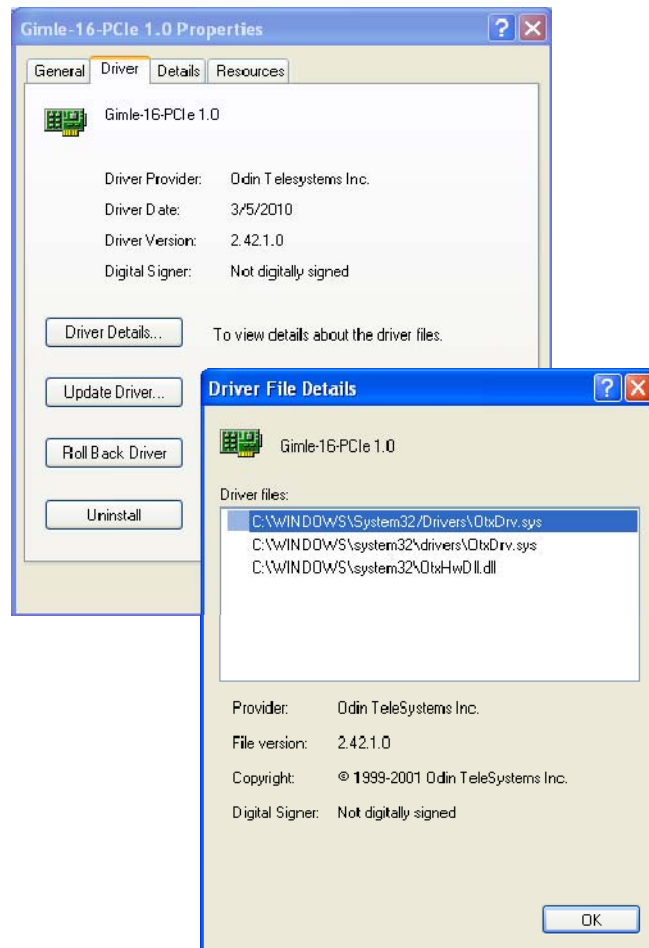 Gimle-16-PCIe 1.0 Properties
General Driver Details Resources
Gimle-16-PCIe 1.0
Driver Provider: Odin Telesystems Inc.
Driver Date: 3/5/2010
Driver Version: 2.42.1.0
Digital Signer: Not digitally signed
Driver Details... To view details about the driver files.
Update Driver...
Roll Back Driver
Uninstall
Driver File Details
Gimle-16-PCIe 1.0
Driver files:
C:\WINDOWS\System32/Drivers\OtxDrv.sys
C:\WINDOWS\system32\drivers\OtxDrv.sys
C:\WINDOWS\system32\OtxHwDll.dll
Provider: Odin TeleSystems Inc.
File version: 2.42.1.0
Copyright: © 1999-2001 Odin TeleSystems Inc.
Digital Signer: Not digitally signed
OK